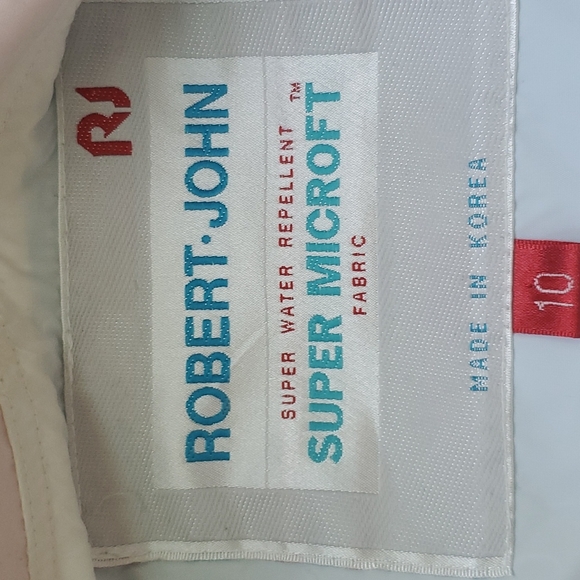 RJ
ROBERT·JOHN
SUPER WATER REPELLENT
SUPER MICROFT™
FABRIC
MADE IN KOREA
10